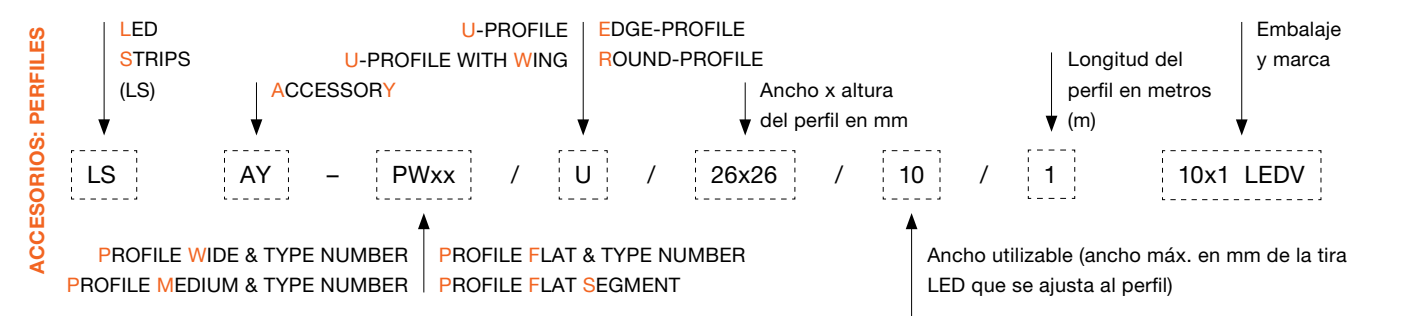 ACCESORIOS: PERFILES
LED
STRIPS
(LS)
ACCESSORY
U-PROFILE
U-PROFILE WITH WING
EDGE-PROFILE
ROUND-PROFILE
Ancho x altura
del perfil en mm
Longitud del
perfil en metros
(m)
Embalaje
y marca
LS AY – PWxx / U / 26x26 / 10 / 1 10x1 LEDV
PROFILE WIDE & TYPE NUMBER
PROFILE MEDIUM & TYPE NUMBER
PROFILE FLAT & TYPE NUMBER
PROFILE FLAT SEGMENT
Ancho utilizable (ancho máx. en mm de la tira
LED que se ajusta al perfil)